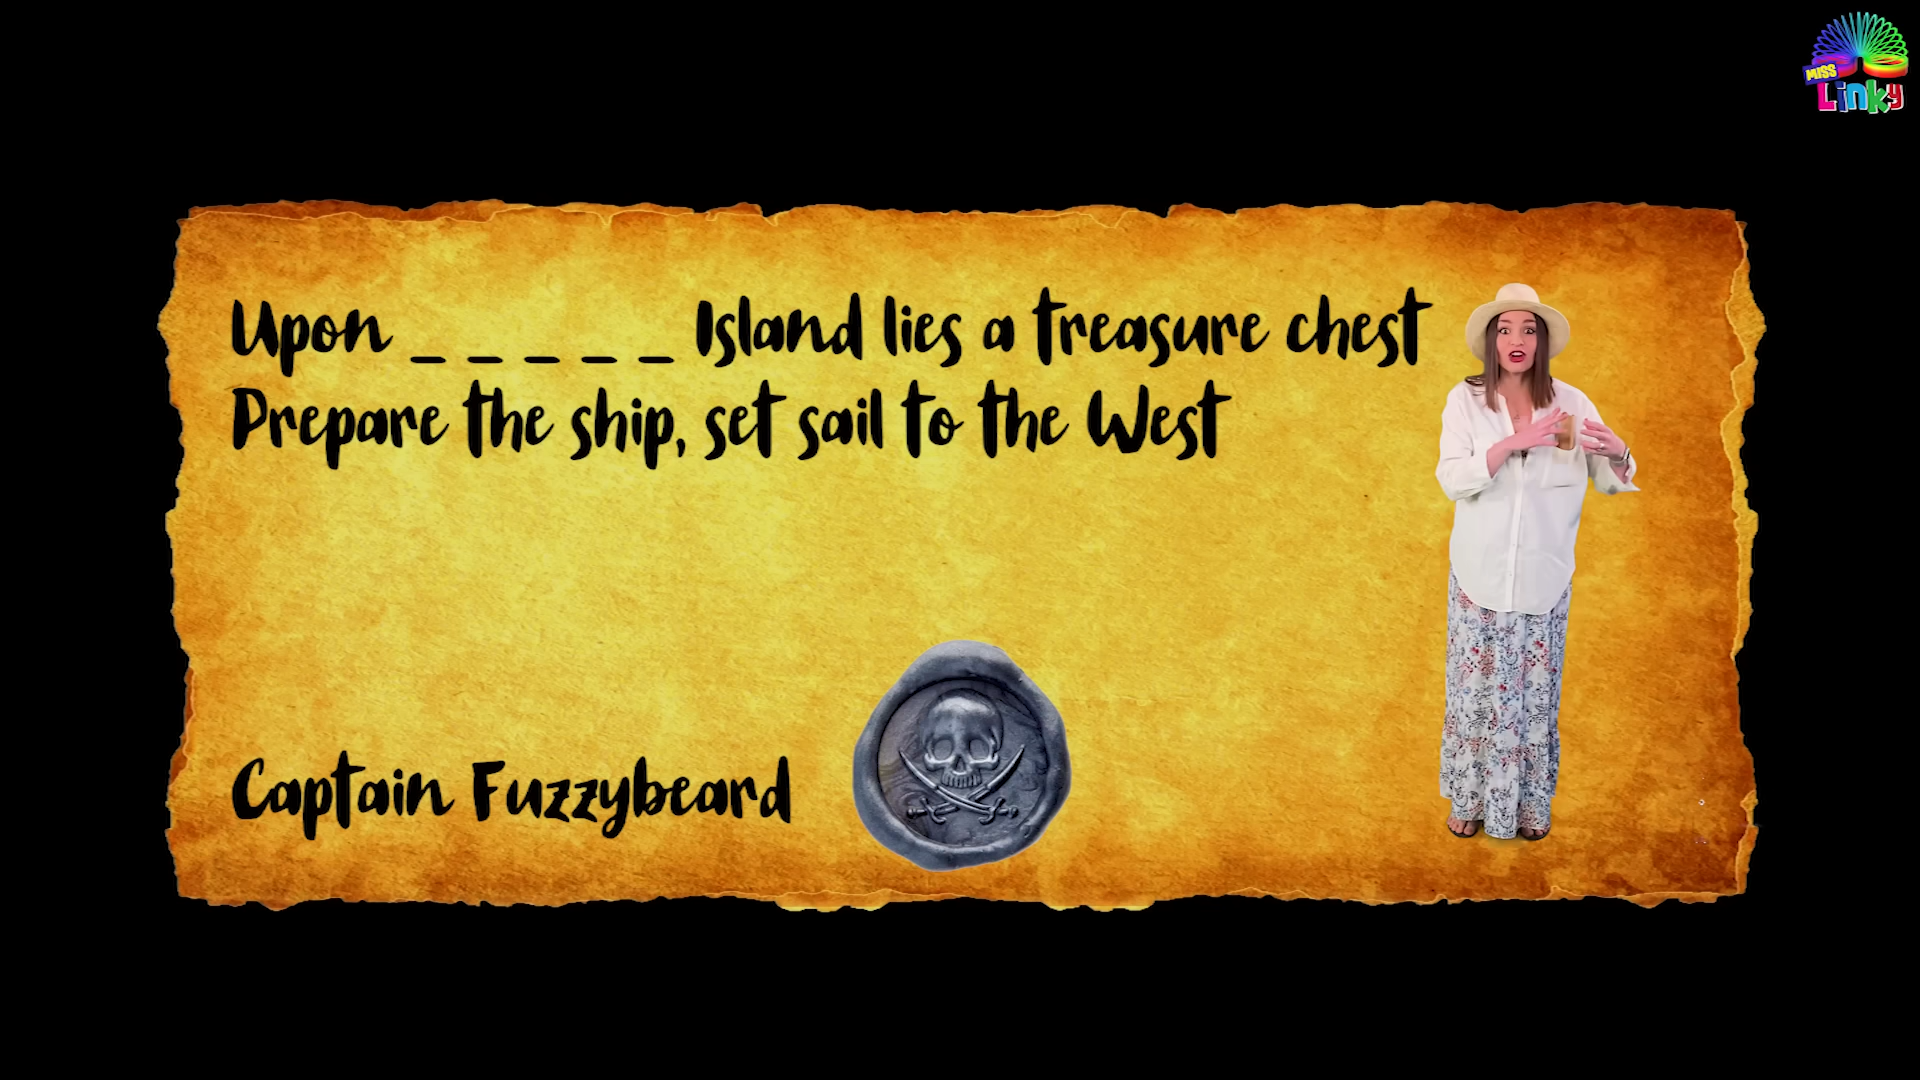 MISS
Linky
Upon _ _ _ _ _ Island lies a treasure chest
Prepare the ship, set sail to the West
Captain Fuzzybeard